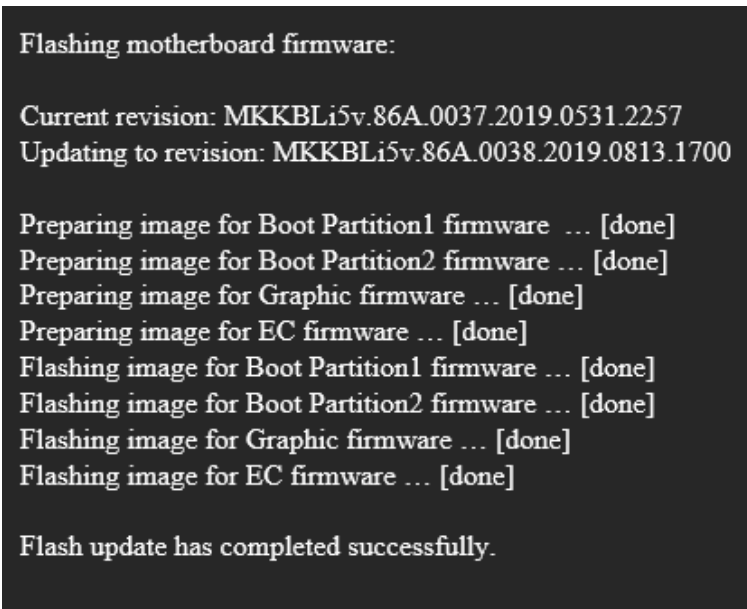 Flashing motherboard firmware:
Current revision: MKKBLi5v.86A.0037.2019.0531.2257
Updating to revision: MKKBLi5v.86A.0038.2019.0813.1700
Preparing image for Boot Partition1 firmware … [done]
Preparing image for Boot Partition2 firmware … [done]
Preparing image for Graphic firmware … [done]
Preparing image for EC firmware … [done]
Flashing image for Boot Partition1 firmware … [done]
Flashing image for Boot Partition2 firmware … [done]
Flashing image for Graphic firmware … [done]
Flashing image for EC firmware … [done]
Flash update has completed successfully.